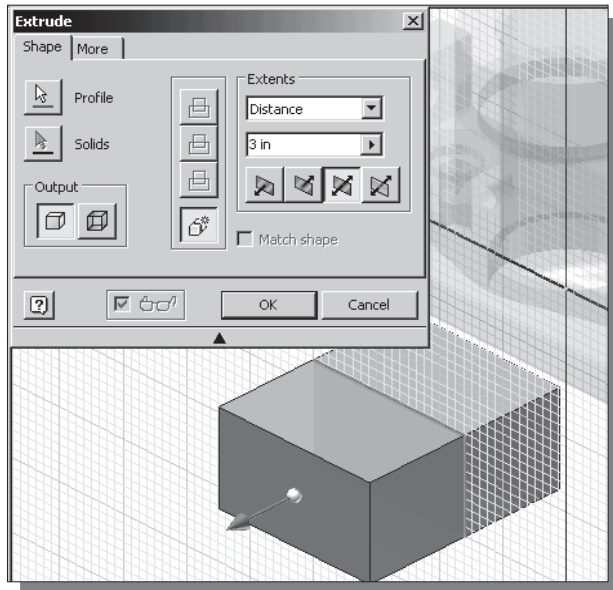 Extrude
Shape
More
Profile
Solids
Output
Extents
Distance
3 in
Match shape
OK
Cancel